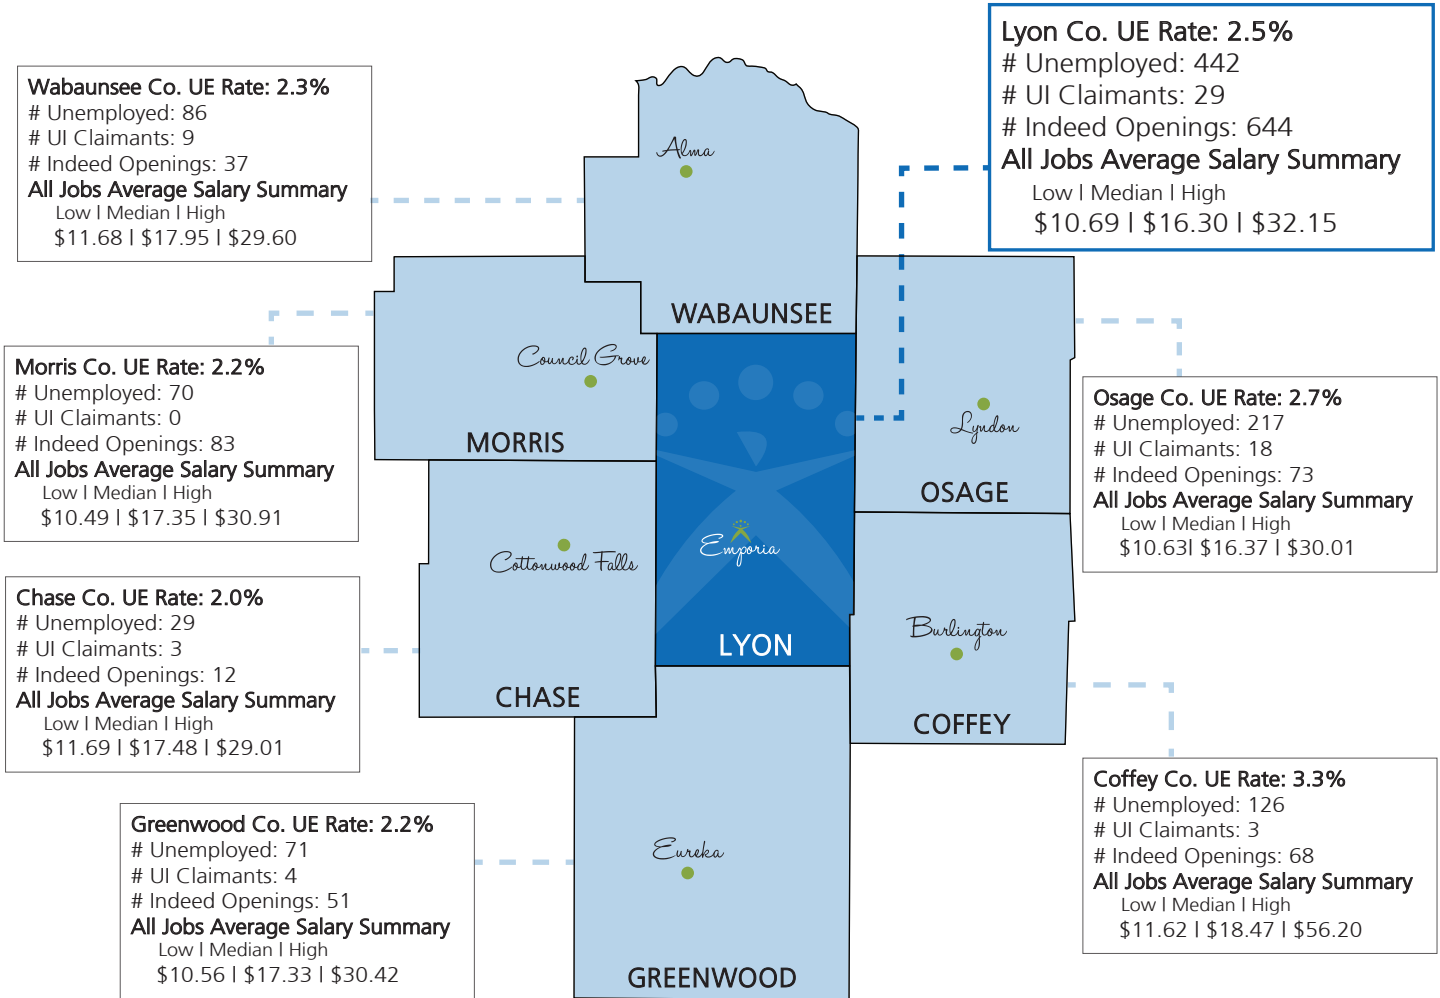 Lyon Co. UE Rate: 2.5%
# Unemployed: 442
# UI Claimants: 29
# Indeed Openings: 644
All Jobs Average Salary Summary
Low | Median | High
$10.69 | $16.30 | $32.15
Wabaunsee Co. UE Rate: 2.3%
# Unemployed: 86
# UI Claimants: 9
# Indeed Openings: 37
All Jobs Average Salary Summary
Low | Median | High
$11.68 | $17.95 | $29.60
Alma
WABAUNSEE
Morris Co. UE Rate: 2.2%
# Unemployed: 70
# UI Claimants: 0
# Indeed Openings: 83
All Jobs Average Salary Summary
Low | Median | High
$10.49 | $17.35 | $30.91
Council Grove
MORRIS
Lyndon
OSAGE
Osage Co. UE Rate: 2.7%
# Unemployed: 217
# UI Claimants: 18
# Indeed Openings: 73
All Jobs Average Salary Summary
Low | Median | High
$10.63| $16.37 | $30.01
Chase Co. UE Rate: 2.0%
# Unemployed: 29
# UI Claimants: 3
# Indeed Openings: 12
All Jobs Average Salary Summary
Low | Median | High
$11.69 | $17.48 | $29.01
Cottonwood Falls
CHASE
Emporia
LYON
Burlington
COFFEY
Coffey Co. UE Rate: 3.3%
# Unemployed: 126
# UI Claimants: 3
# Indeed Openings: 68
All Jobs Average Salary Summary
Low | Median | High
$11.62 | $18.47 | $56.20
Greenwood Co. UE Rate: 2.2%
# Unemployed: 71
# UI Claimants: 4
# Indeed Openings: 51
All Jobs Average Salary Summary
Low | Median | High
$10.56 | $17.33 | $30.42
Eureka
GREENWOOD